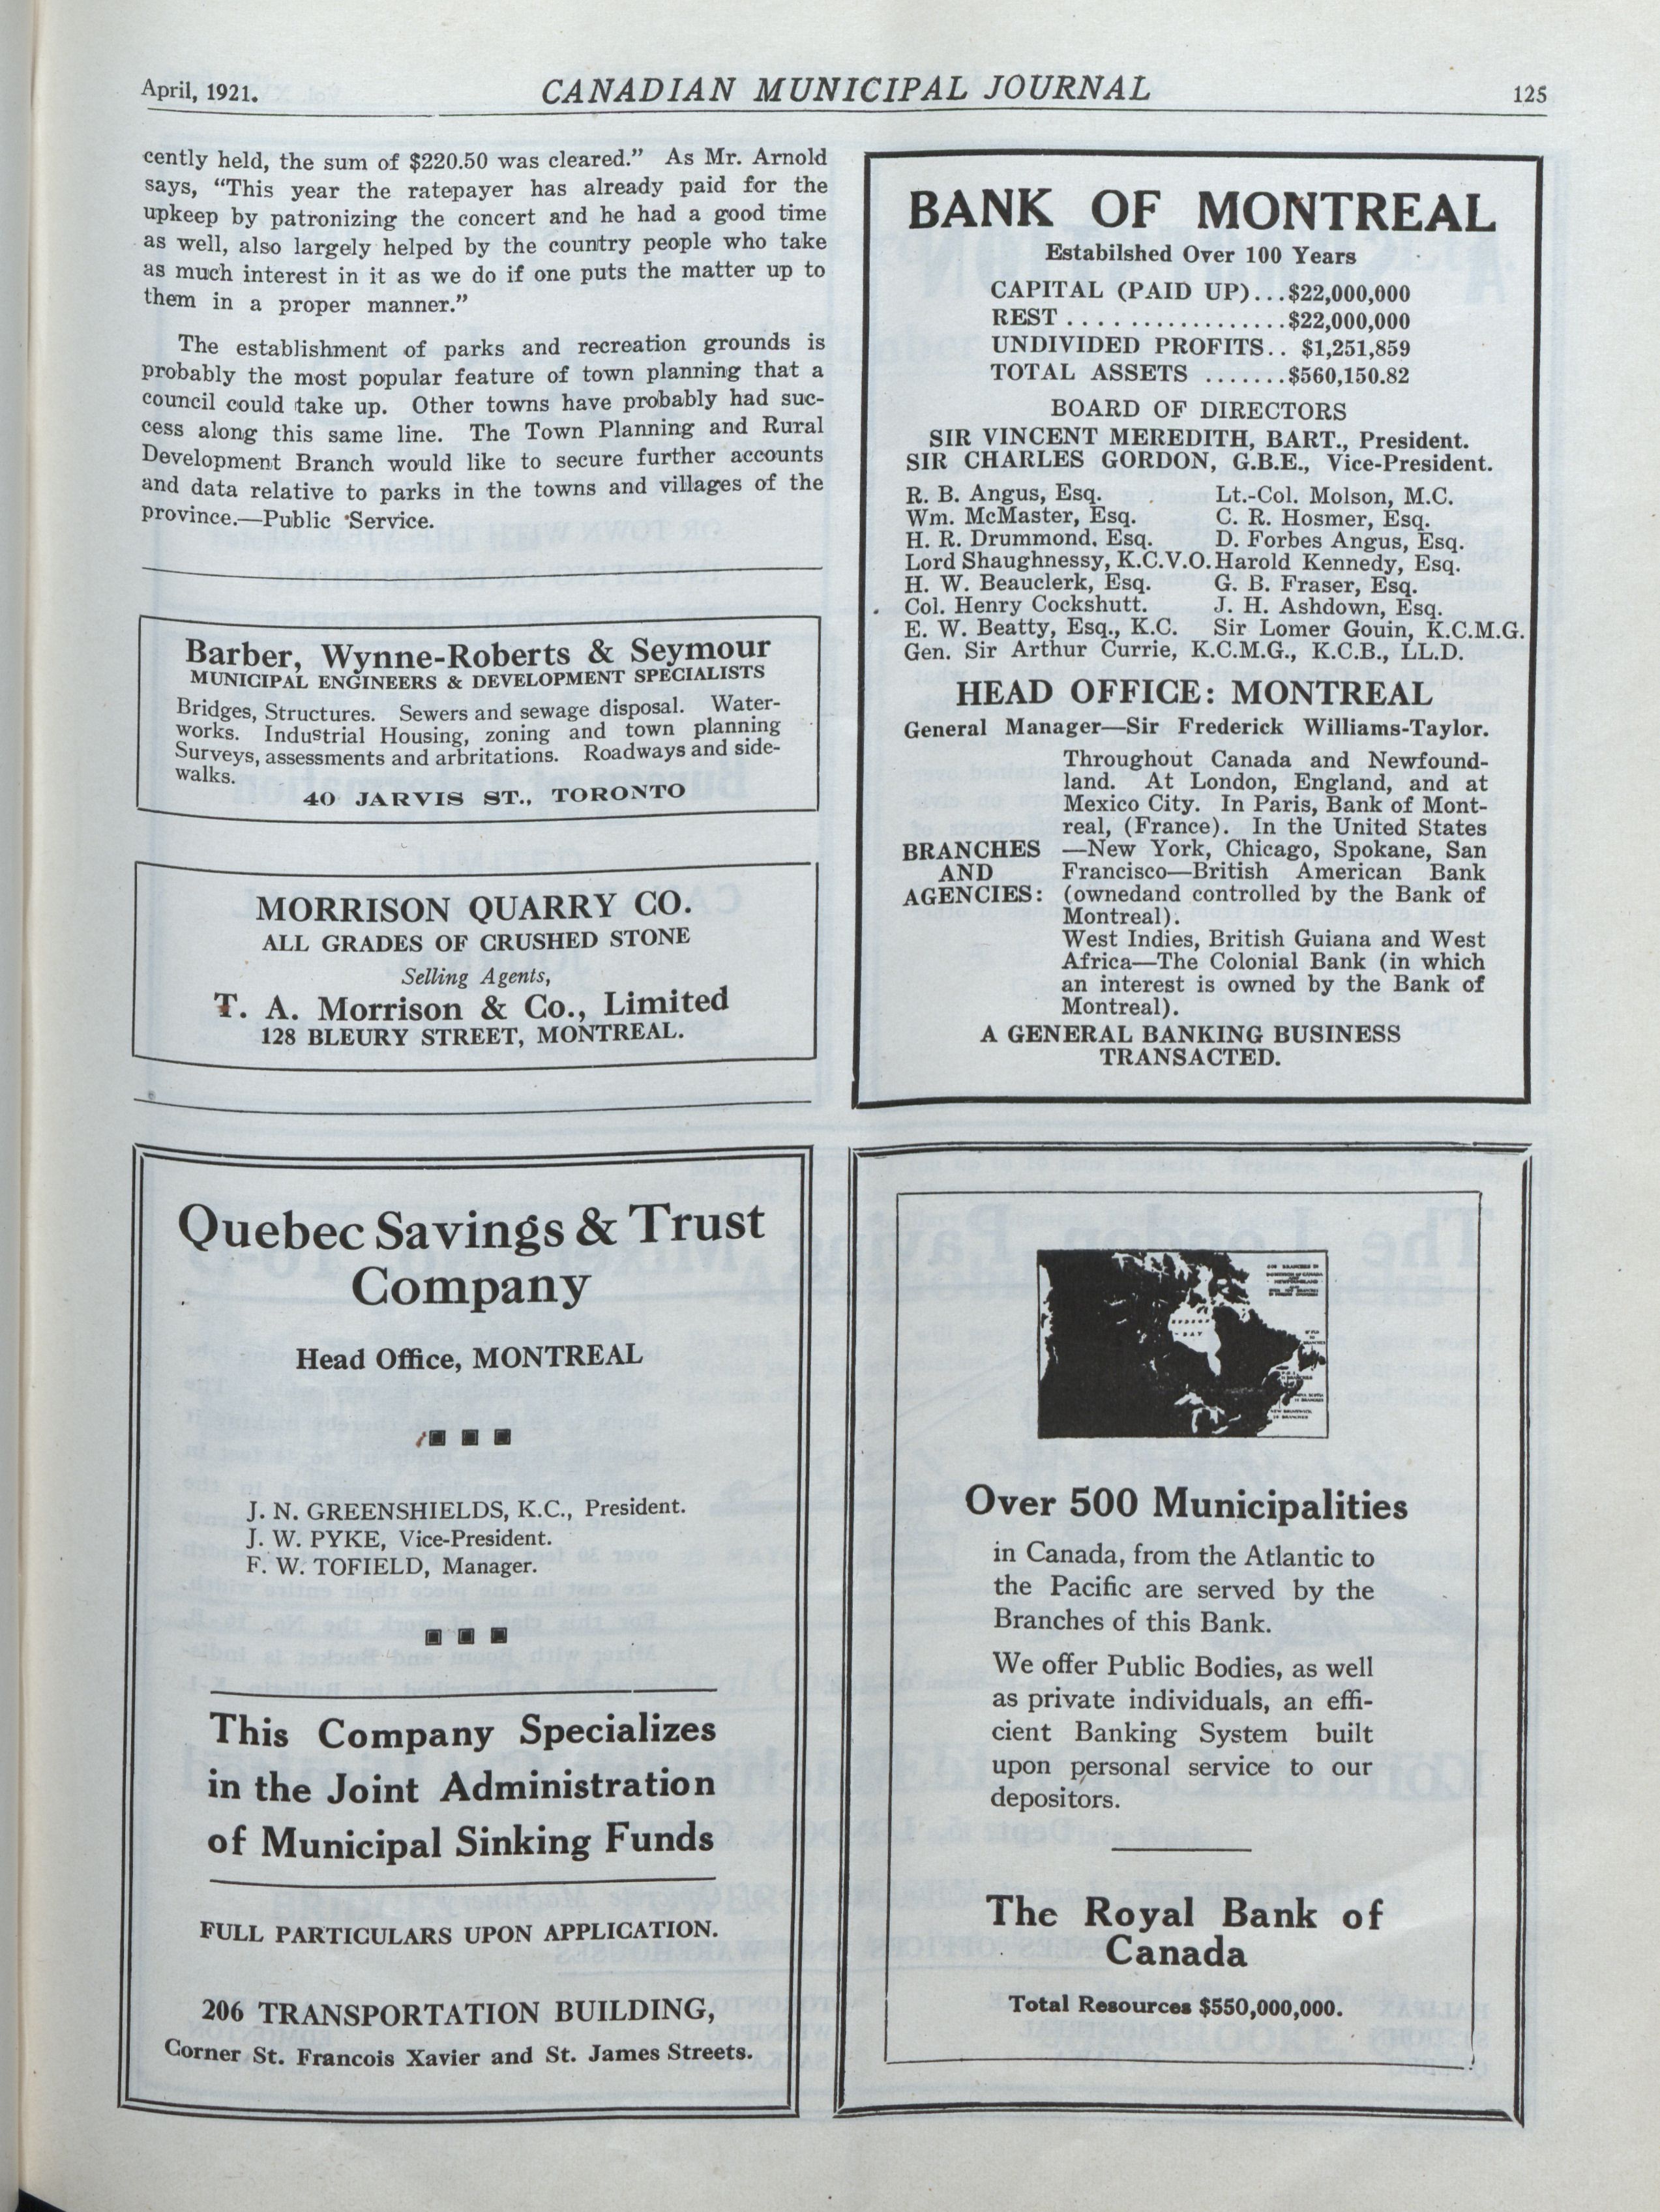 April, 1921.
CANADIAN MUNICIPAL JOURNAL
125
cently held, the sum of $220.50 was cleared.” As Mr. Arnold
says, “This year the ratepayer has already paid for the
upkeep by patronizing the concert and he had a good time
as well, also largely helped by the country people who take
as much interest in it as we do if one puts the matter up to
them in a proper manner.”
The establishment of parks and recreation grounds is
probably the most popular feature of town planning that a
council could take up. Other towns have probably had suc-
cess along this same line. The Town Planning and Rural
Development Branch would like to secure further accounts
and data relative to parks in the towns and villages of the
province.—Public Service.
Barber, Wynne-Roberts & Seymour
MUNICIPAL ENGINEERS & DEVELOPMENT SPECIALISTS
Bridges, Structures. Sewers and sewage disposal. Water-
works. Industrial Housing, zoning and town planning
Surveys, assessments and arbritations. Roadways and side-
walks.
40 JARVIS ST., TORONTO
MORRISON QUARRY CO.
ALL GRADES OF CRUSHED STONE
Selling Agents,
T. A. Morrison & Co., Limited
128 BLEURY STREET, MONTREAL.
BANK OF MONTREAL
Estabilshed Over 100 Years
CAPITAL (PAID UP)...$22,000,000
REST ................$22,000,000
UNDIVIDED PROFITS.. $1,251,859
TOTAL ASSETS .......$560,150.82
BOARD OF DIRECTORS
SIR VINCENT MEREDITH, BART., President.
SIR CHARLES GORDON, G.B.E., Vice-President.
R. B. Angus, Esq. Lt.-Col. Molson, M.C.
Wm. McMaster, Esq. C. R. Hosmer, Esq.
H. R. Drummond, Esq. D. Forbes Angus, Esq.
Lord Shaughnessy, K.C.V.O. Harold Kennedy, Esq.
H. W. Beauclerk, Esq. G. B. Fraser, Esq.
Col. Henry Cockshutt. J. H. Ashdown, Esq.
E. W. Beatty, Esq., K.C. Sir Lomer Gouin, K.C.M.G.
Gen. Sir Arthur Currie, K.C.M.G., K.C.B., LL.D.
HEAD OFFICE: MONTREAL
General Manager—Sir Frederick Williams-Taylor.
Throughout Canada and Newfound-
land. At London, England, and at
Mexico City. In Paris, Bank of Mont-
real, (France). In the United States
BRANCHES —New York, Chicago, Spokane, San
AND Francisco—British American Bank
AGENCIES: (ownedand controlled by the Bank of
Montreal).
West Indies, British Guiana and West
Africa—The Colonial Bank (in which
an interest is owned by the Bank of
Montreal).
A GENERAL BANKING BUSINESS
TRANSACTED.
Quebec Savings & Trust
Company
Head Office, MONTREAL
J. N. GREENSHIELDS, K.C., President.
J. W. PYKE, Vice-President.
F. W. TOFIELD, Manager.
This Company Specializes
in the Joint Administration
of Municipal Sinking Funds
FULL PARTICULARS UPON APPLICATION.
206 TRANSPORTATION BUILDING,
Corner St. Francois Xavier and St. James Streets.
HUDSON
BAY
Over 500 Municipalities
in Canada, from the Atlantic to
the Pacific are served by the
Branches of this Bank.
We offer Public Bodies, as well
as private individuals, an effi-
cient Banking System built
upon personal service to our
depositors.
The Royal Bank of
Canada
Total Resources $550,000,000.